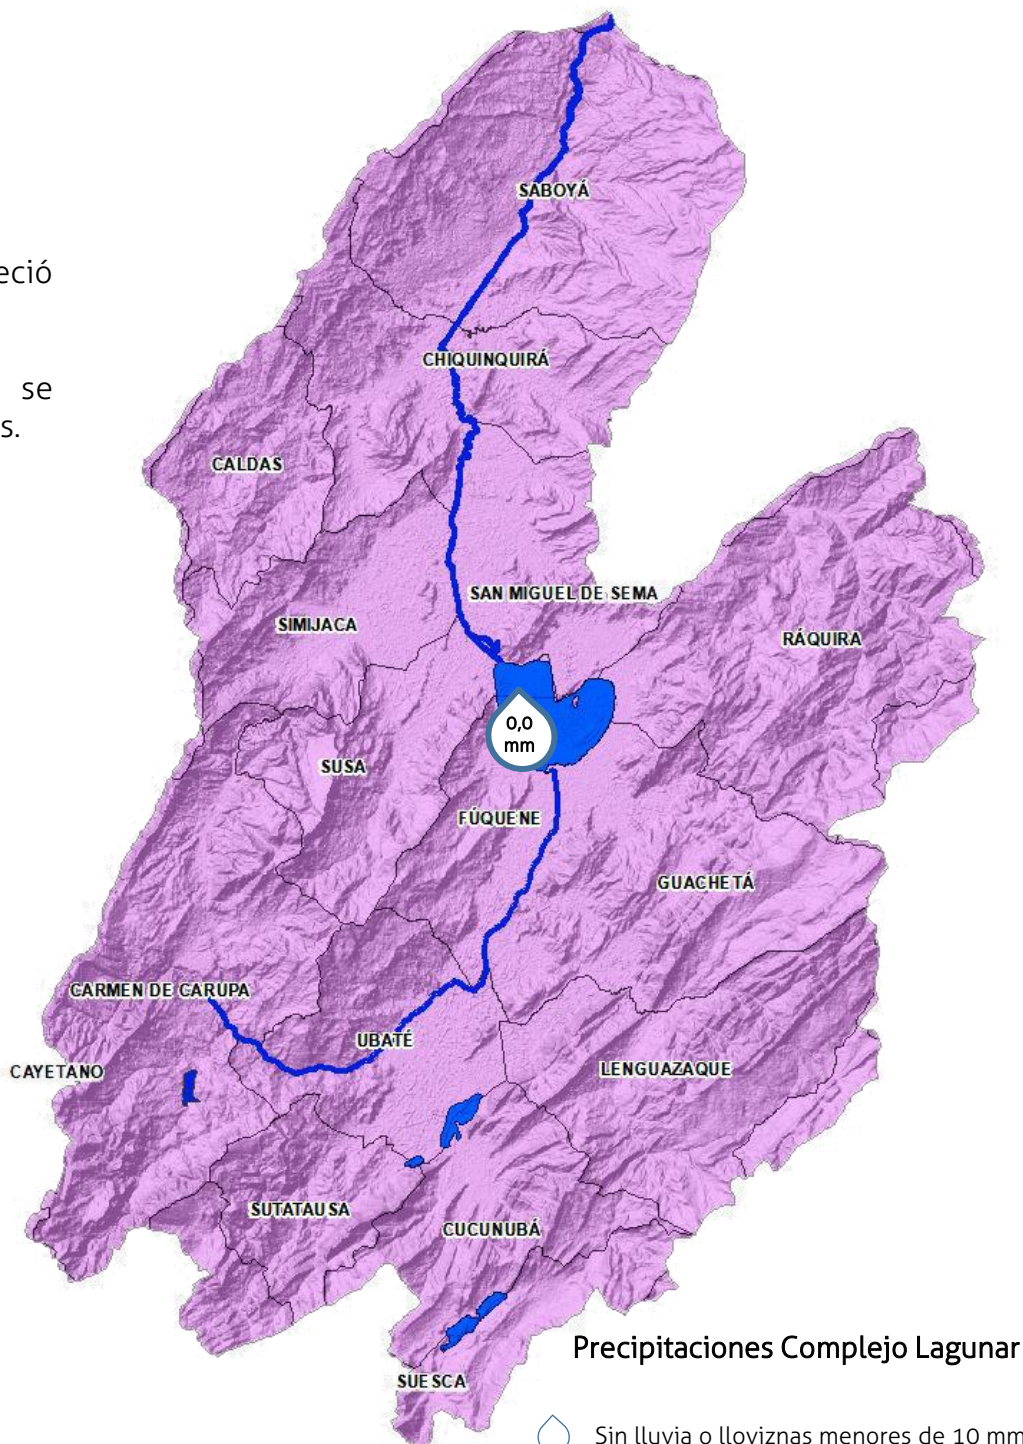 SABOYÁ
eció
CHIQUINQUIRÁ
se
s.
CALDAS
SAN MIGUEL DE SEMA
SIMIJACA
RÁQUIRA
0,0
mm
SUSA
FÚQUENE
GUACHETÁ
CARMEN DE CARUPA
UBATÉ
CAYETANO
LENGUAZAQUE
SUTATAUSA
CUCUNUBÁ
Precipitaciones Complejo Lagunar
SUESCA
Sin lluvia o lloviznas menores de 10 mm